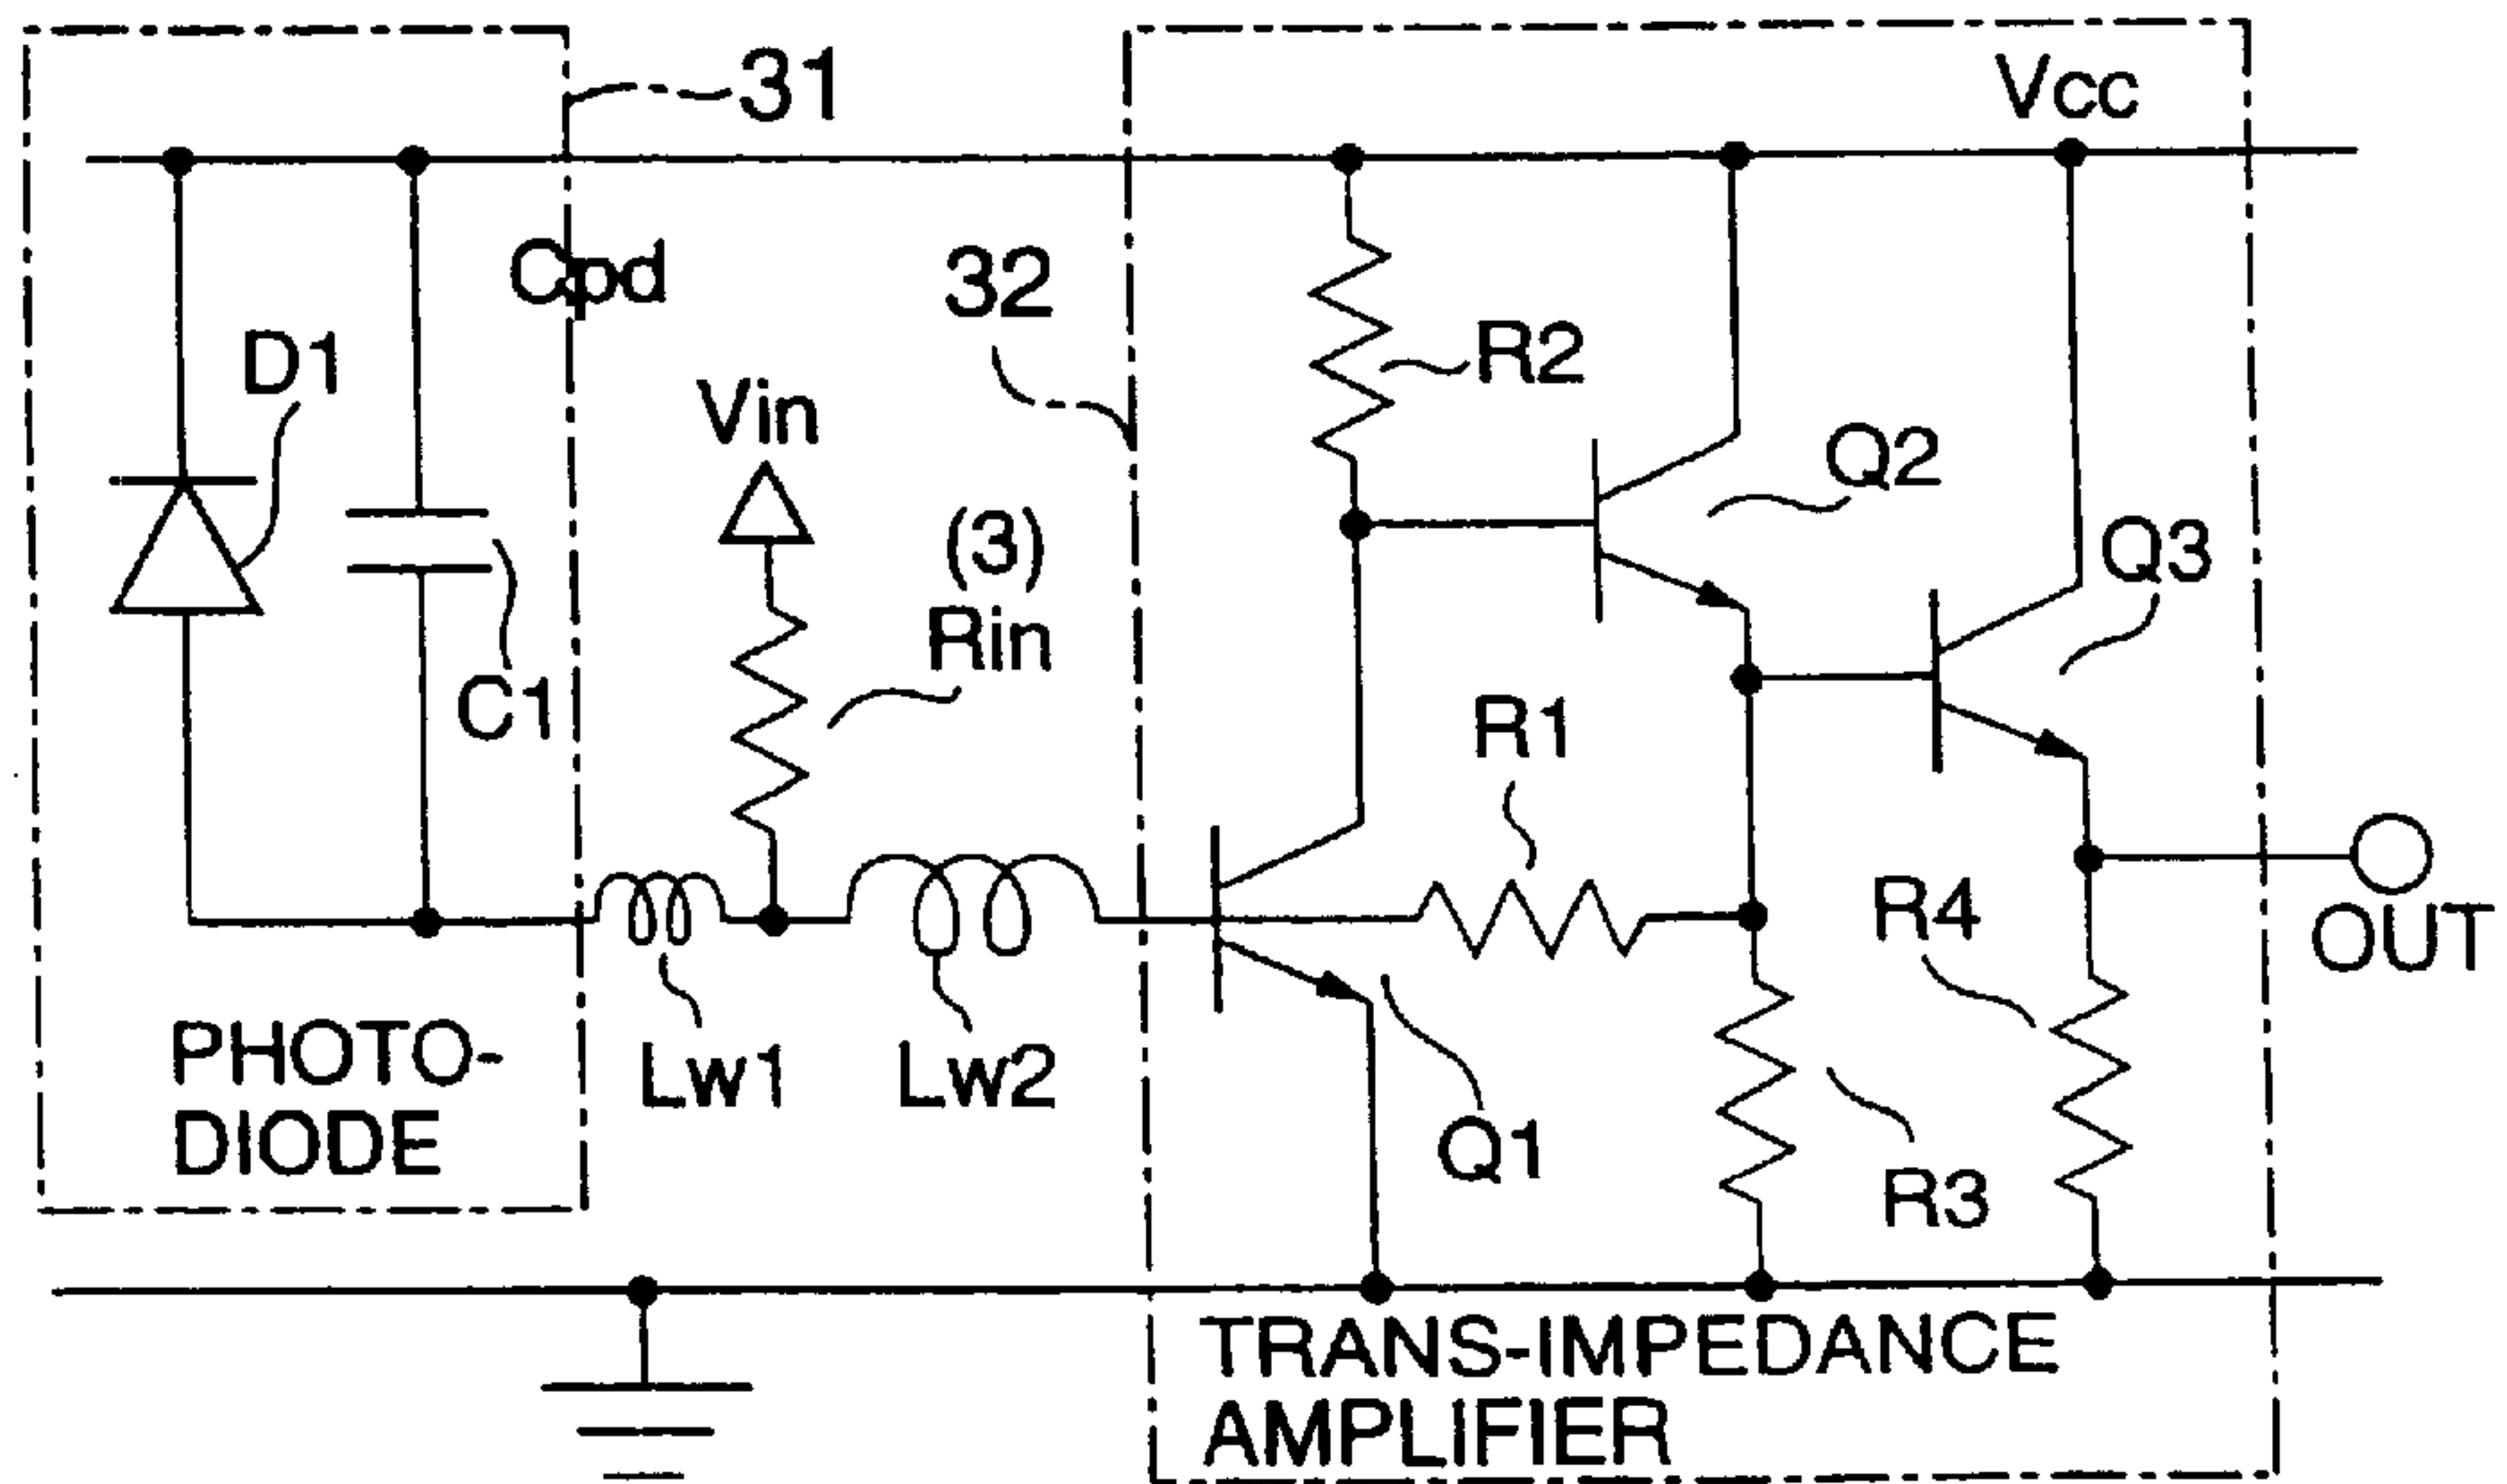 31
Vcc
Cpd
32
D1
R2
Vin
Q2
(3)
Rin
Q3
C1
R1
R4
OUT
PHOTO-
DIODE
Lw1
Lw2
Q1
R3
TRANS-IMPEDANCE
AMPLIFIER